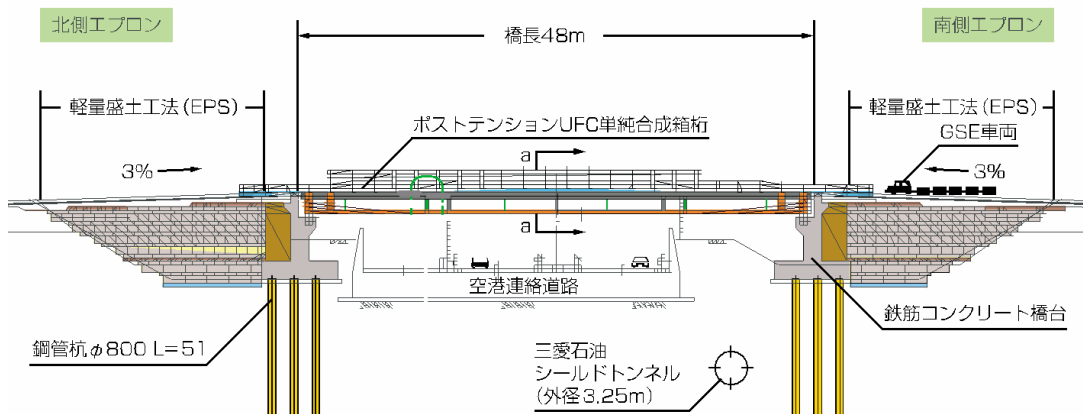 北側エプロン
橋長48m
南側エプロン
軽量盛土工法(EPS)
軽量盛土工法(EPS)
ポストテンションUFC単純合成箱桁
GSE車両
3%
a
3%
a
空港連絡道路
鋼管杭φ800 L=51
鉄筋コンクリート橋台
三愛石油
シールドトンネル
(外径3.25m)